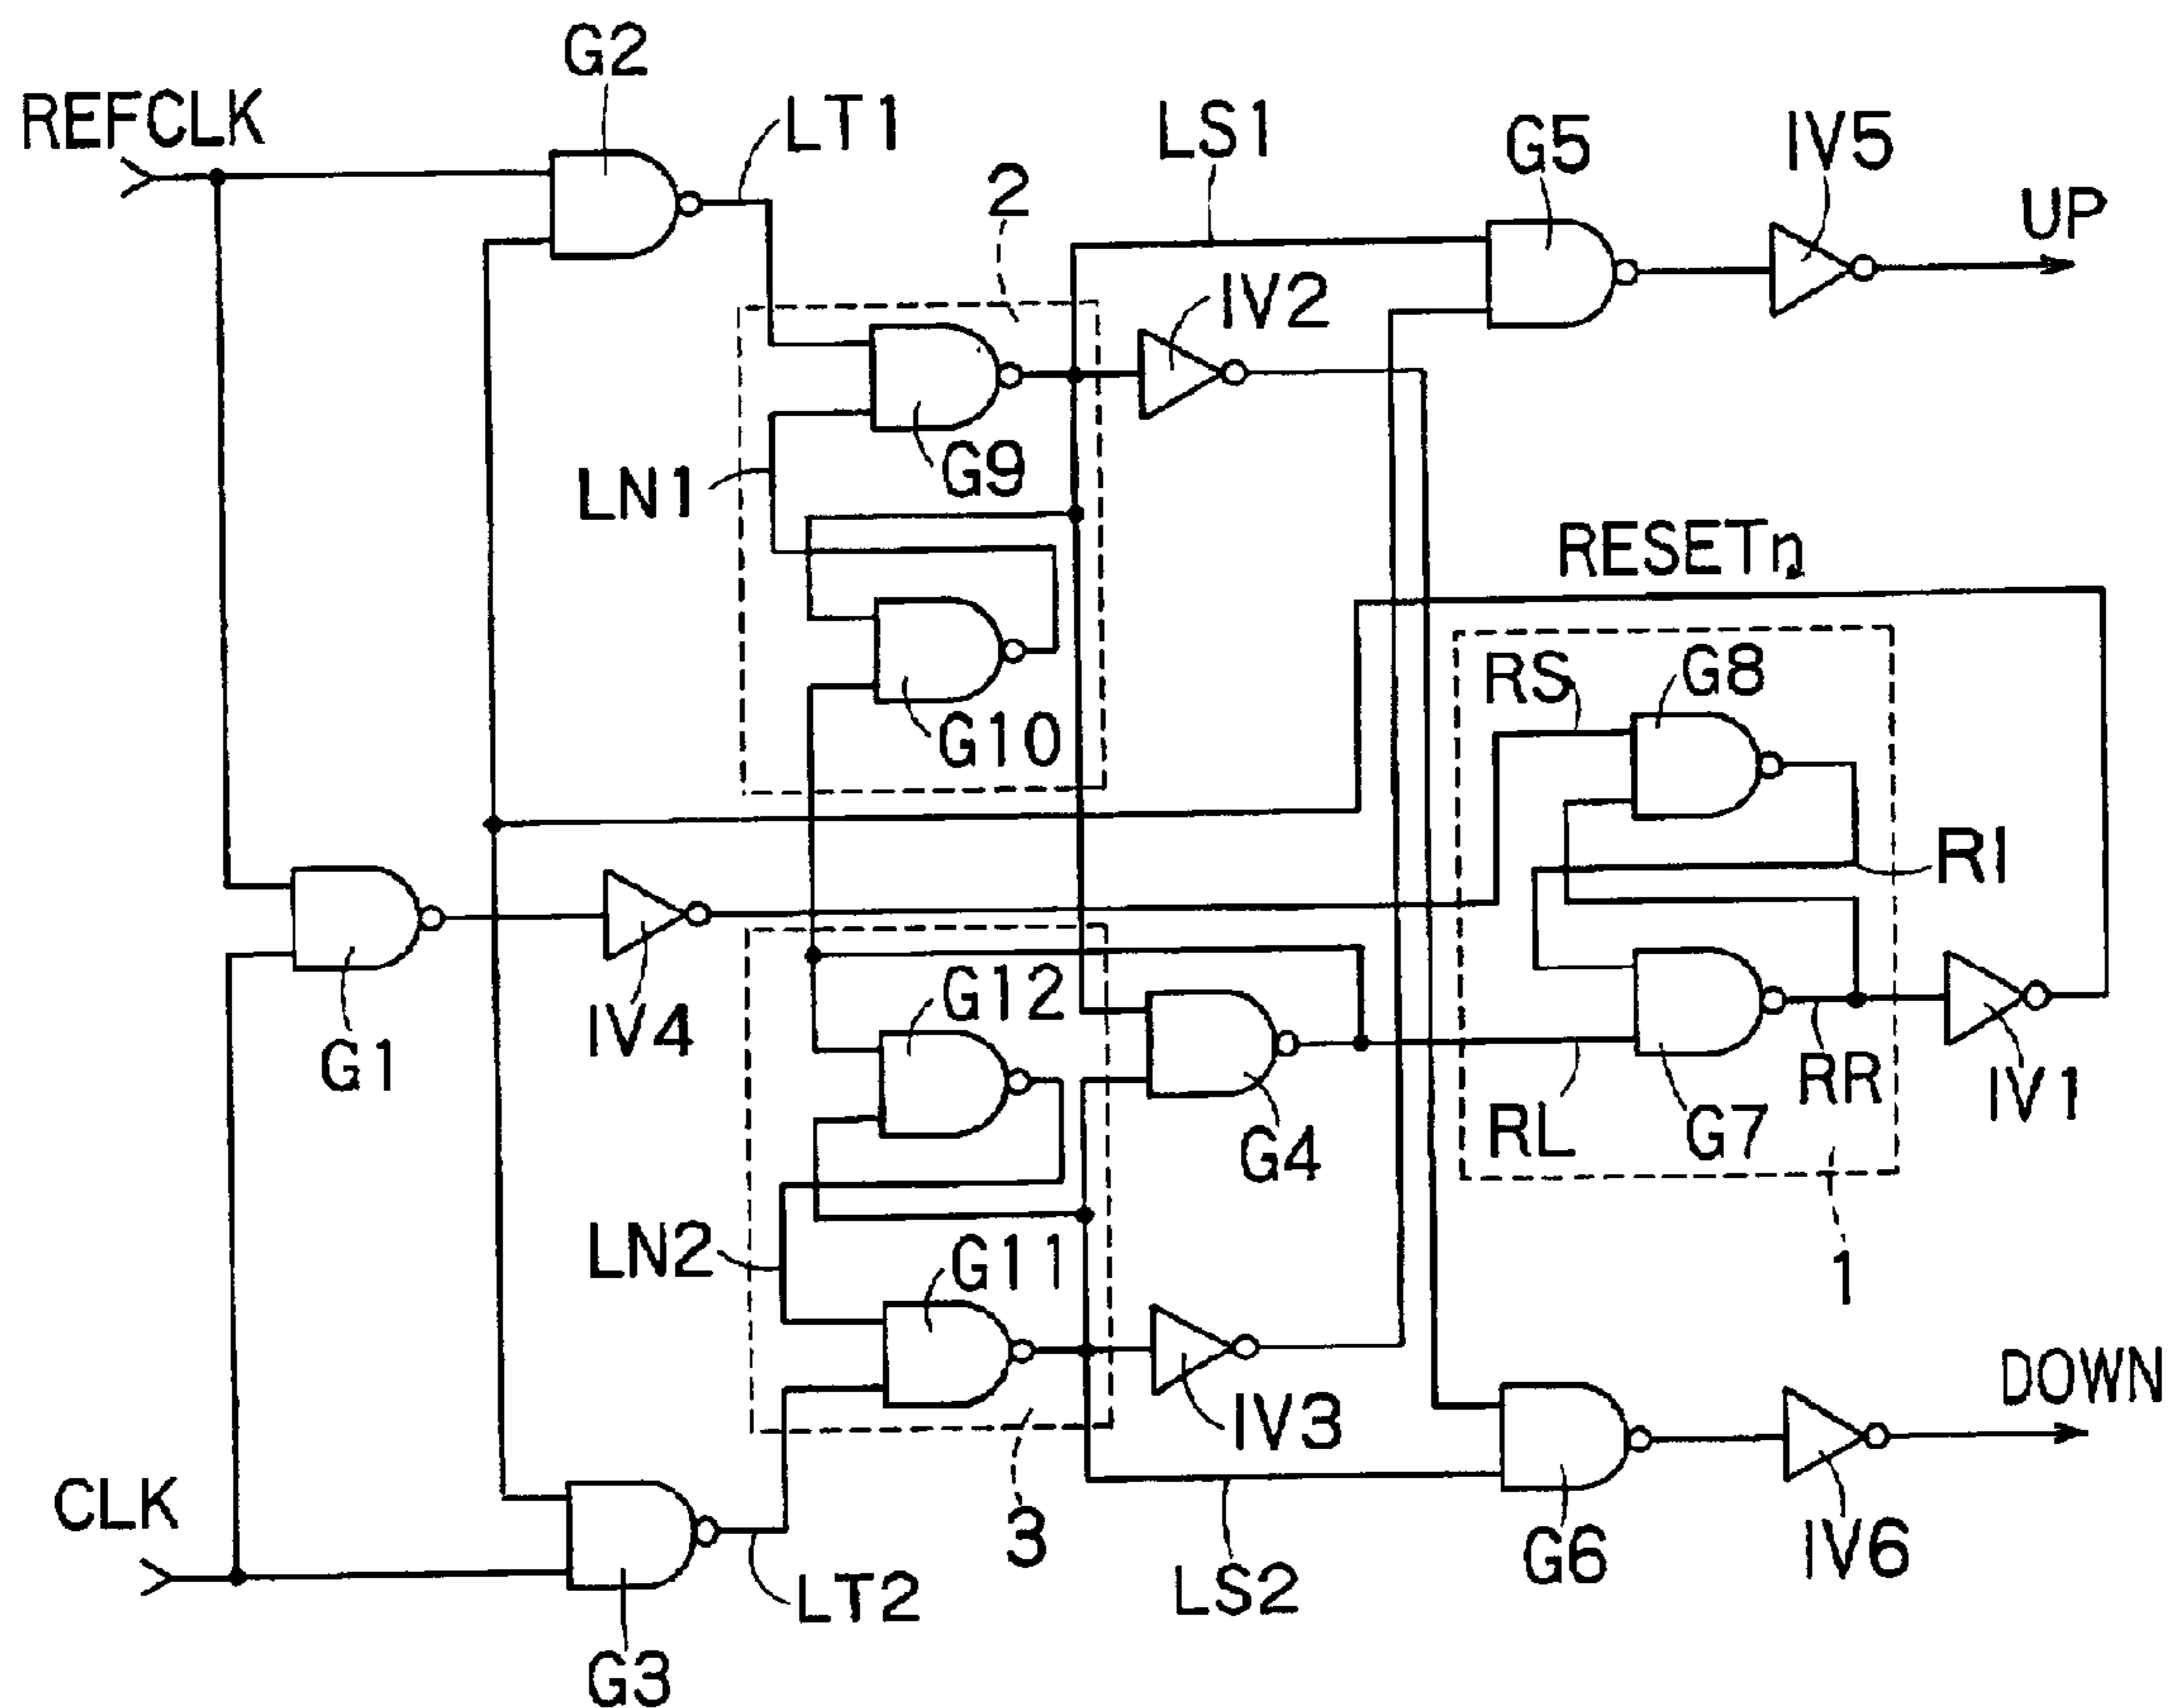 G2
REFCLK
LT1
LS1
G5
IV5
2
UP
IV2
G9
LN1
RESETn
RS
G8
G10
RI
G12
IV4
G1
RR
IV1
RL
G7
G4
LN2
G11
1
DOWN
IV3
CLK
3
G6
IV6
LS2
LT2
G3